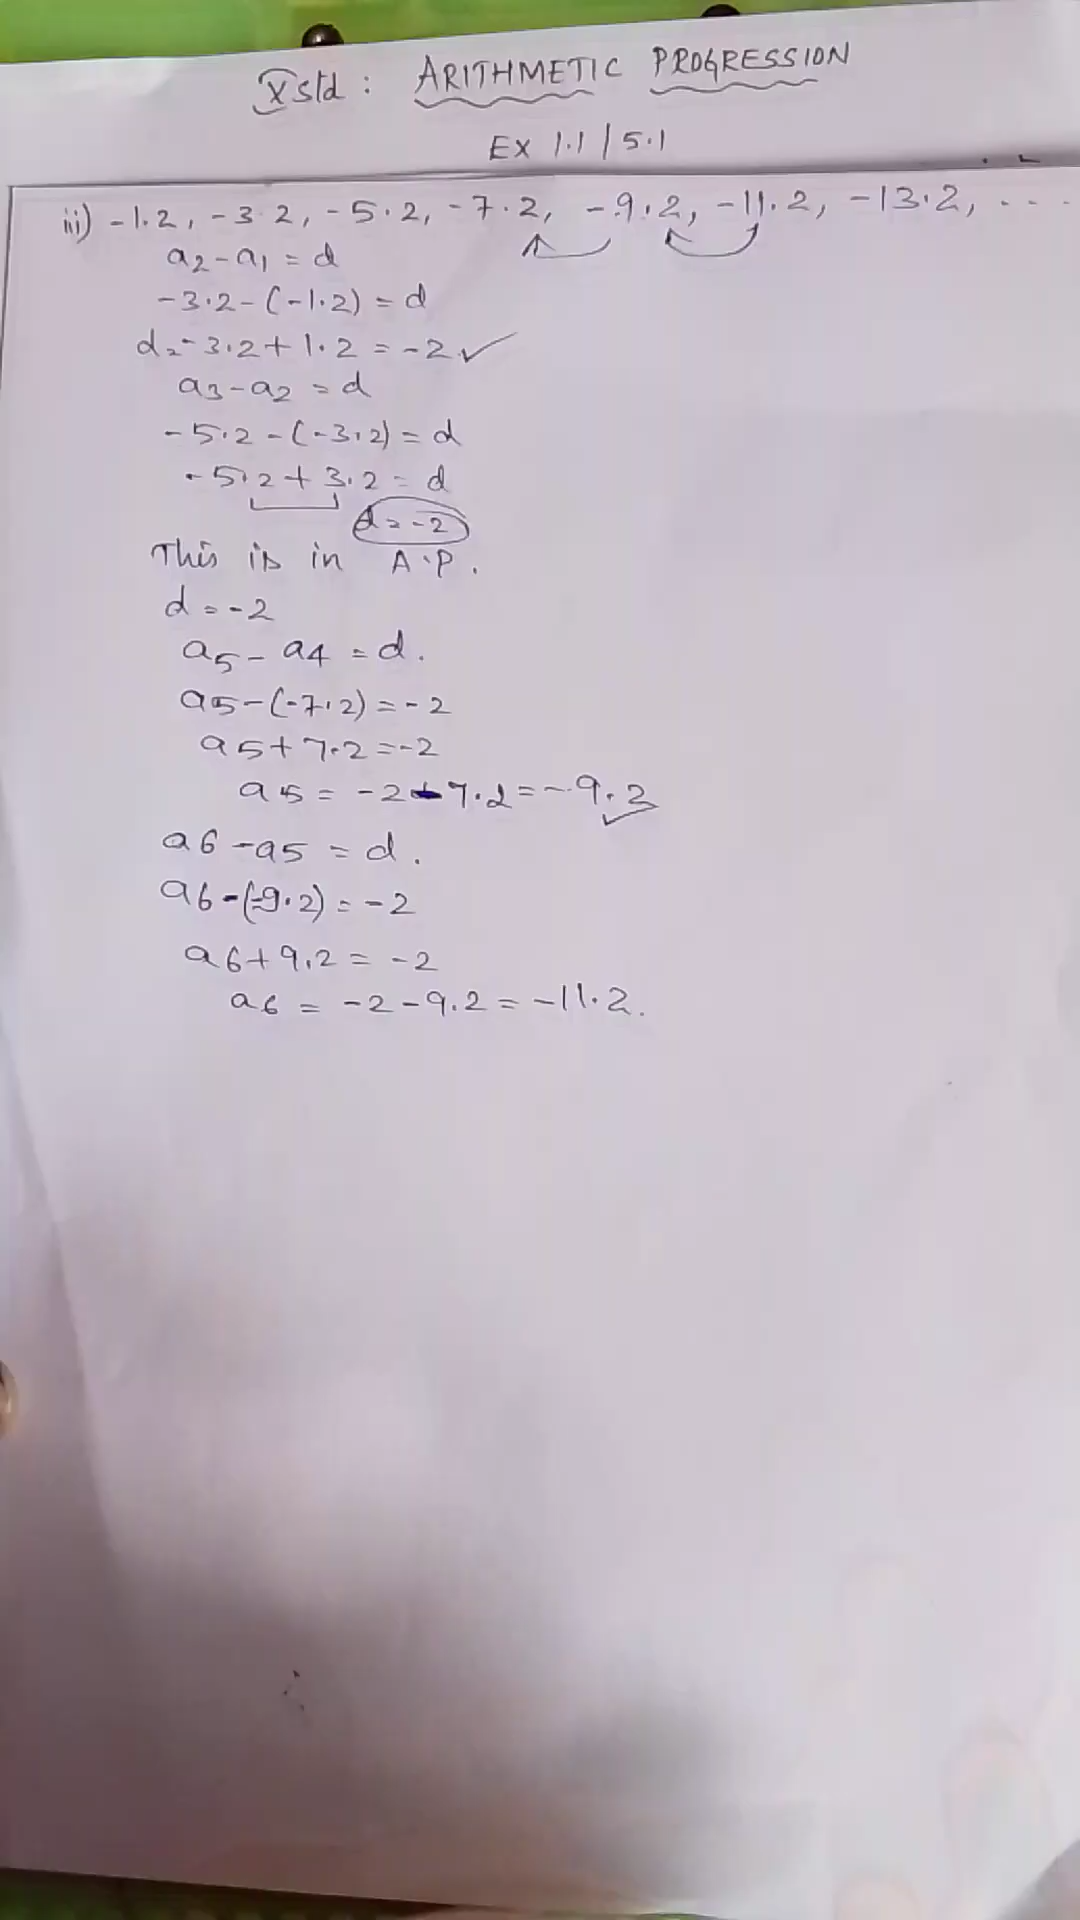 X std : ARITHMETIC PROGRESSION
EX 1.1 / 5.1
iii) -1.2, -3.2, -5.2, -7.2, -9.2, -11.2, -13.2, ....
a2 - a1 = d
-3.2 - (-1.2) = d
d = -3.2 + 1.2 = -2 ✓
a3 - a2 = d
-5.2 - (-3.2) = d
-5.2 + 3.2 = d
d = -2
This is in A.P.
d = -2
a5 - a4 = d.
a5 - (-7.2) = -2
a5 + 7.2 = -2
a5 = -2 - 7.2 = -9.2
a6 - a5 = d.
a6 - (-9.2) = -2
a6 + 9.2 = -2
a6 = -2 - 9.2 = -11.2.